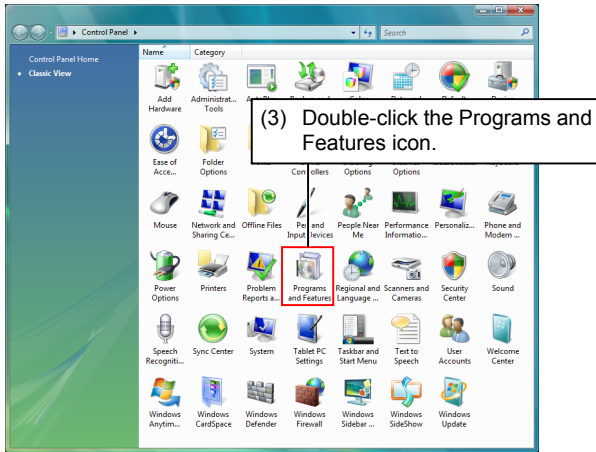 Control Panel
Search
Control Panel Home
Classic View
Name Category
Add Hardware
Administrat... Tools
(3) Double-click the Programs and Features icon.
Ease of Acce...
Folder Options
Controllers
Options
Options
Mouse
Network and Sharing Ce...
Offline Files
Pen and Input Devices
People Near Me
Performance Informatio...
Personaliz...
Phone and Modem ...
Power Options
Printers
Problem Reports a...
Programs and Features
Regional and Language ...
Scanners and Cameras
Security Center
Sound
Speech Recogniti...
Sync Center
System
Tablet PC Settings
Taskbar and Start Menu
Text to Speech
User Accounts
Welcome Center
Windows Anytim...
Windows CardSpace
Windows Defender
Windows Firewall
Windows Sidebar ...
Windows SideShow
Windows Update